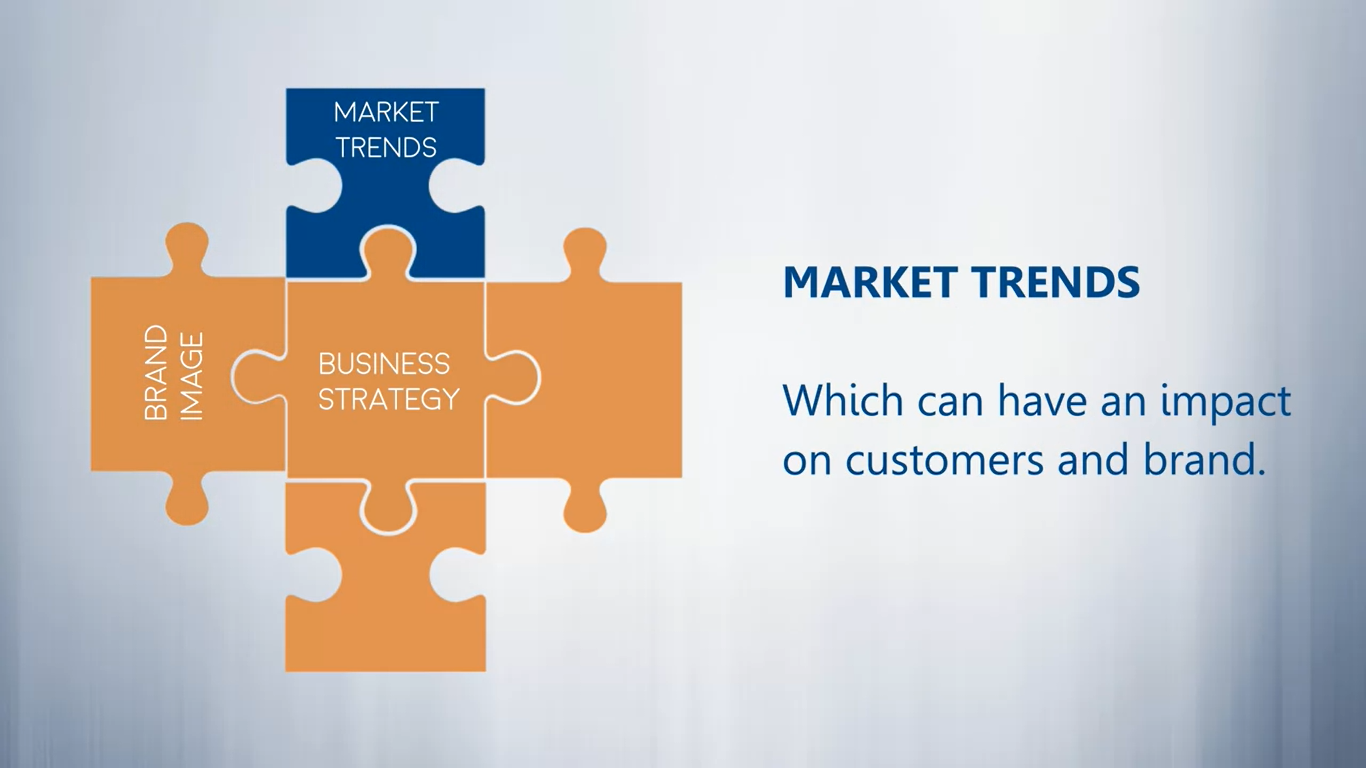 MARKET
TRENDS
BRAND
IMAGE
BUSINESS
STRATEGY
MARKET TRENDS
Which can have an impact
on customers and brand.